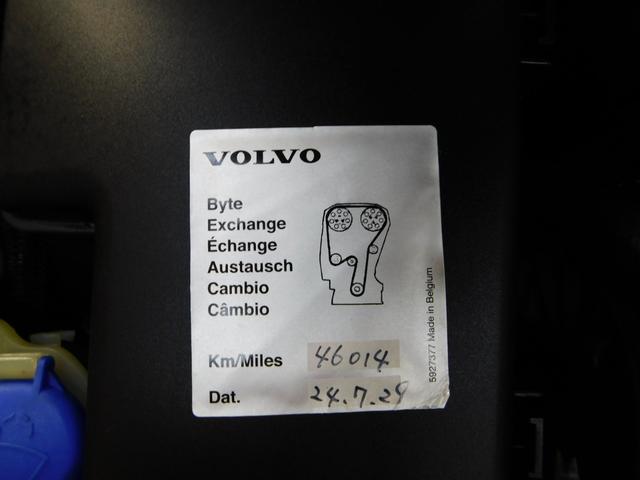 VOLVO
Byte
Exchange
Échange
Austausch
Cambio
Câmbio
Km/Miles 46014
Dat. 24.7.29
5927377 Made in Belgium